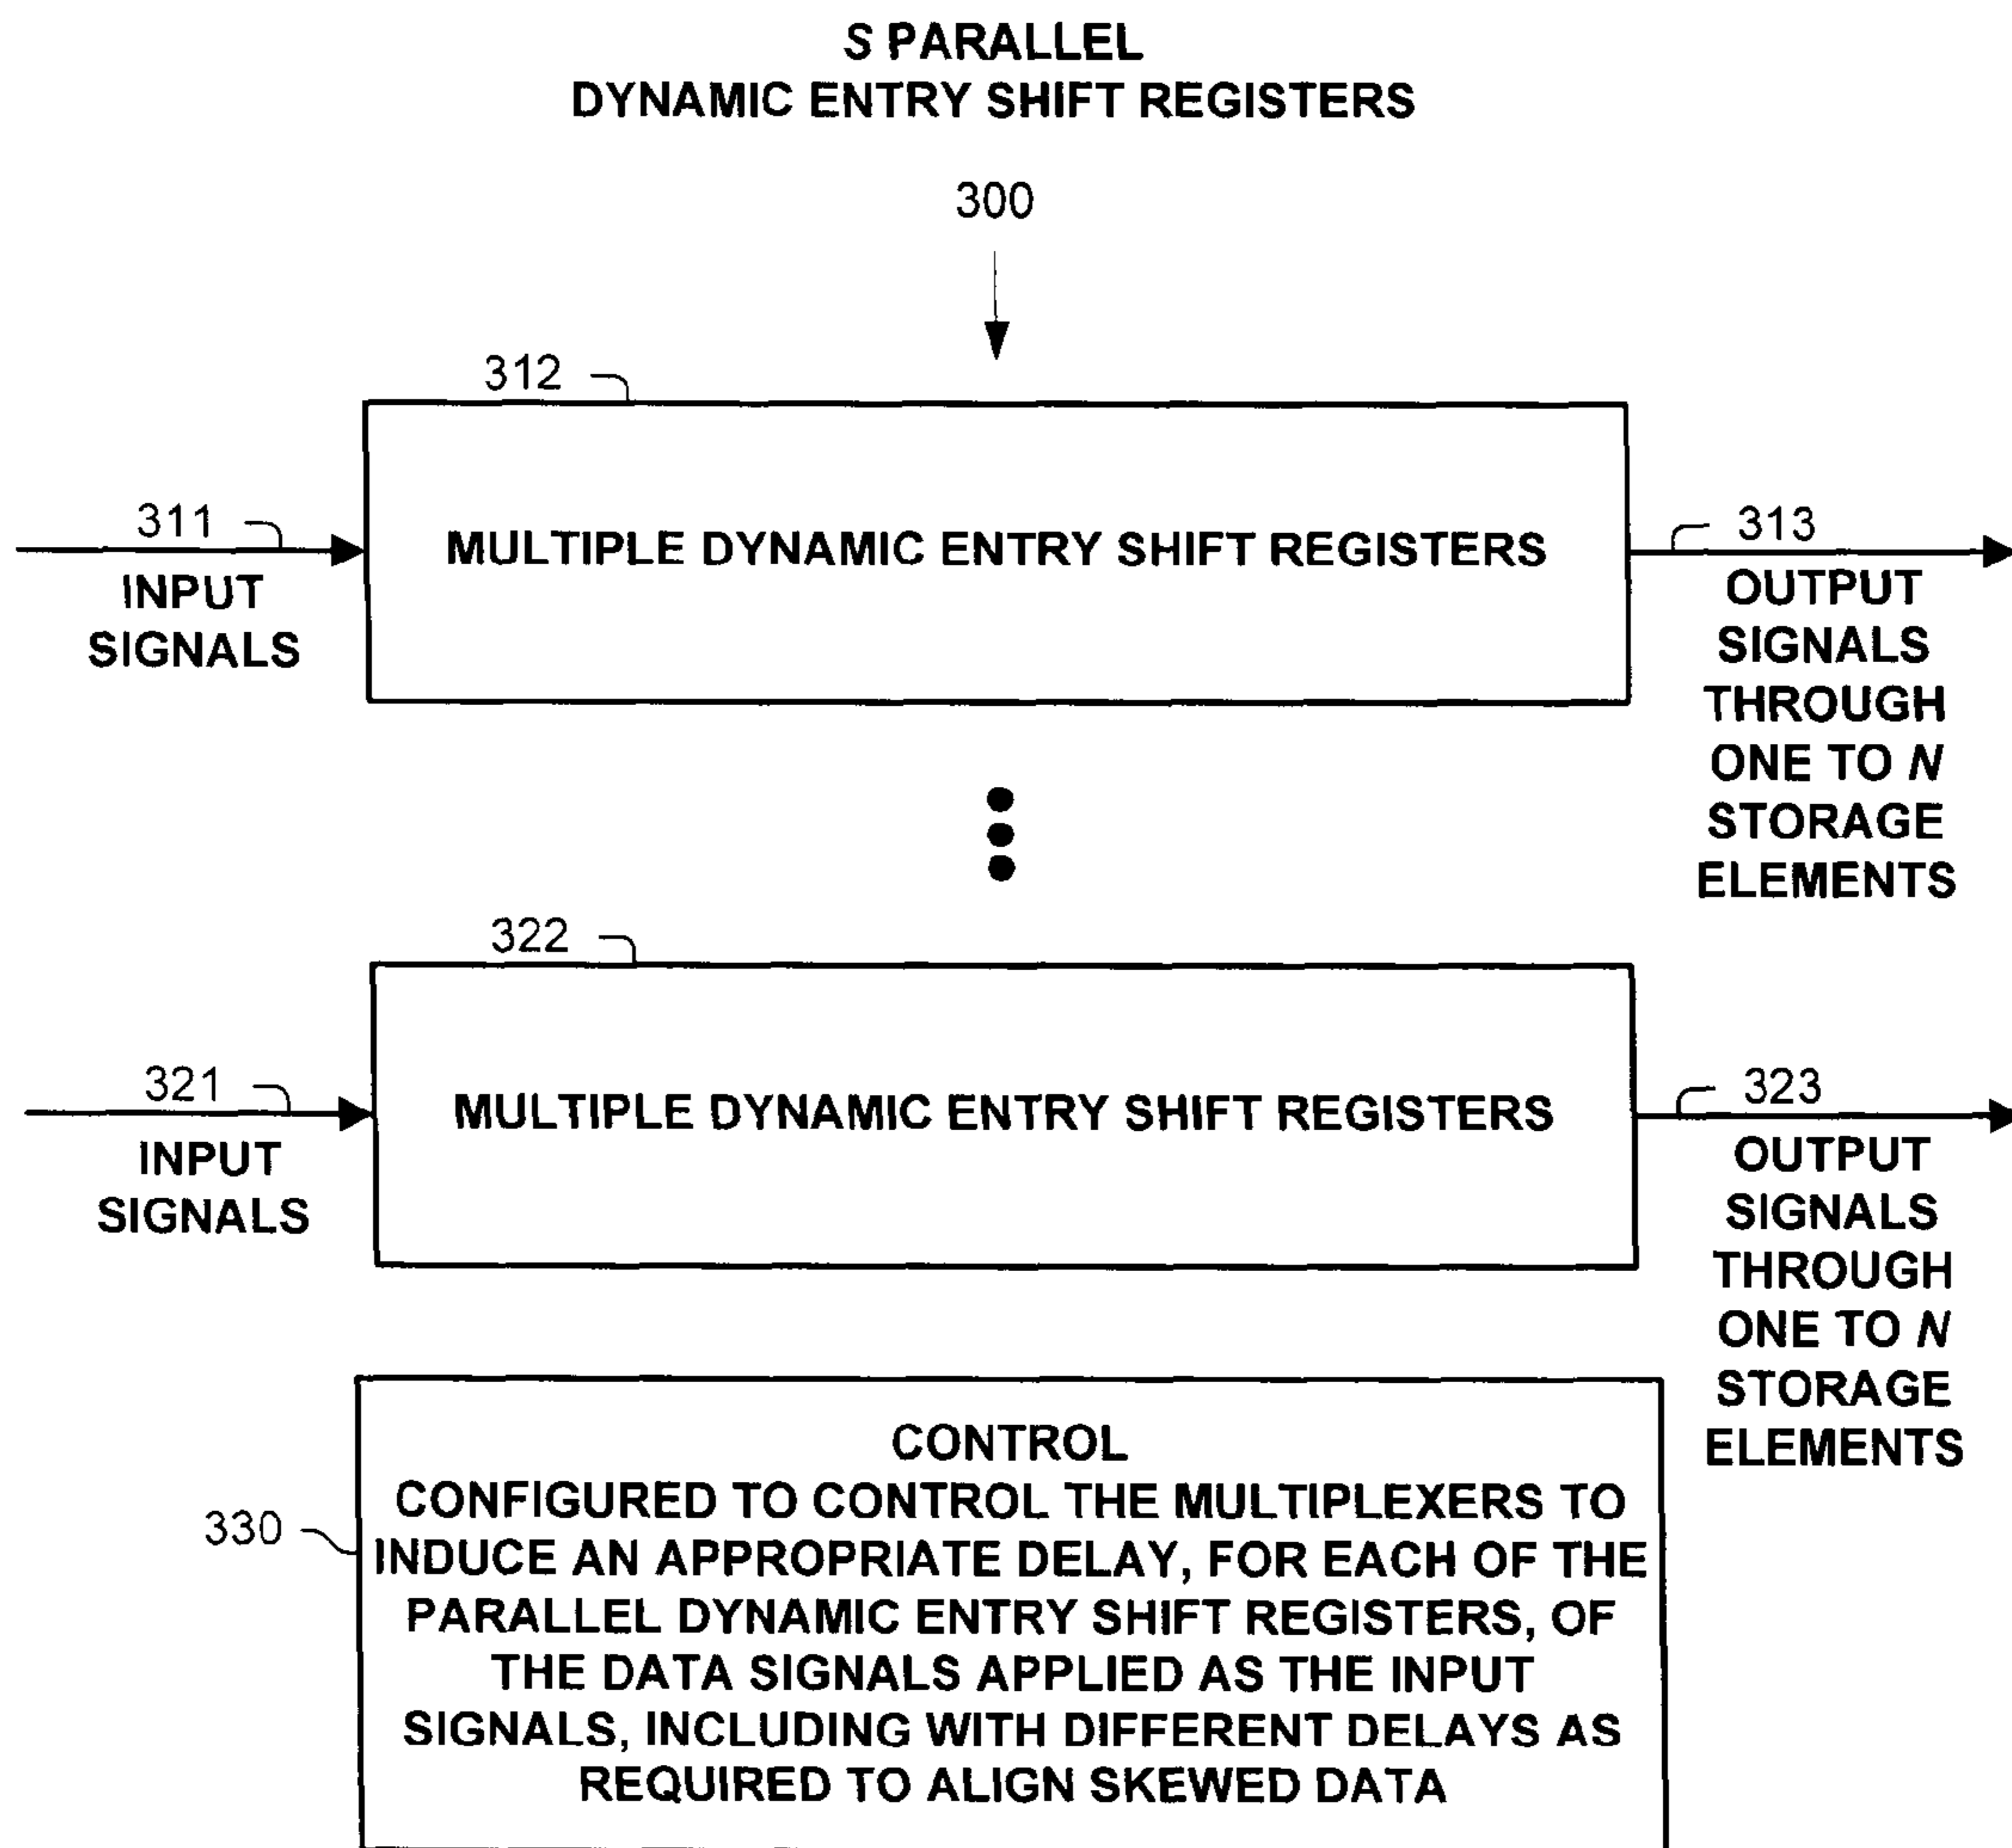 S PARALLEL
DYNAMIC ENTRY SHIFT REGISTERS
300
312
311
INPUT
SIGNALS
MULTIPLE DYNAMIC ENTRY SHIFT REGISTERS
313
OUTPUT
SIGNALS
THROUGH
ONE TO N
STORAGE
ELEMENTS
322
321
INPUT
SIGNALS
MULTIPLE DYNAMIC ENTRY SHIFT REGISTERS
323
OUTPUT
SIGNALS
THROUGH
ONE TO N
STORAGE
ELEMENTS
330
CONTROL
CONFIGURED TO CONTROL THE MULTIPLEXERS TO
INDUCE AN APPROPRIATE DELAY, FOR EACH OF THE
PARALLEL DYNAMIC ENTRY SHIFT REGISTERS, OF
THE DATA SIGNALS APPLIED AS THE INPUT
SIGNALS, INCLUDING WITH DIFFERENT DELAYS AS
REQUIRED TO ALIGN SKEWED DATA